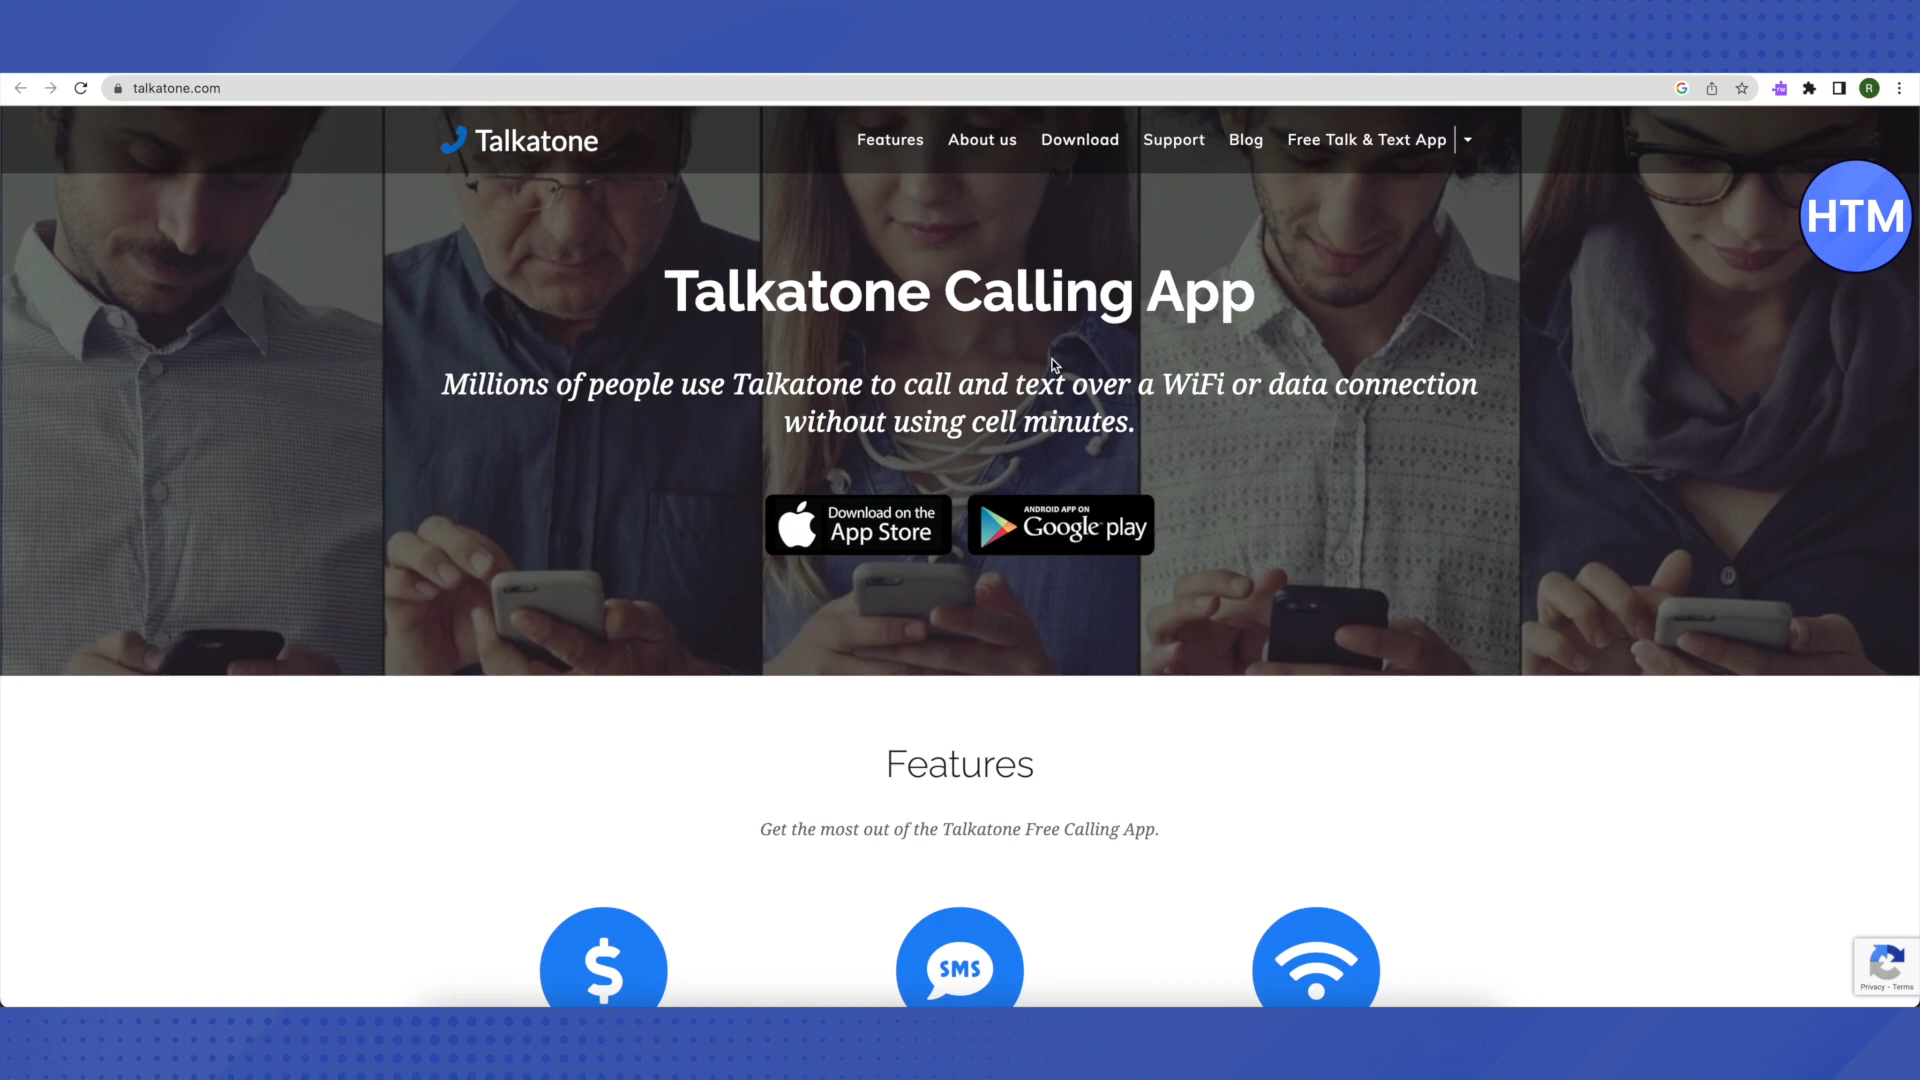 talkatone.com
G
rw
R
Talkatone
Features
About us
Download
Support
Blog
Free Talk & Text App
HTM
Talkatone Calling App
Millions of people use Talkatone to call and text over a WiFi or data connection
without using cell minutes.
Download on the
App Store
ANDROID APP ON
Google play
Features
Get the most out of the Talkatone Free Calling App.
$
SMS
Privacy - Terms